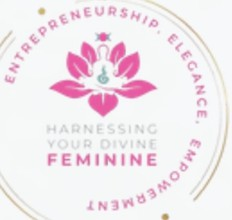 ENTREPRENEURSHIP. ELEGANCE. EMPOWERMENT
HARNESSING
YOUR DIVINE
FEMININE